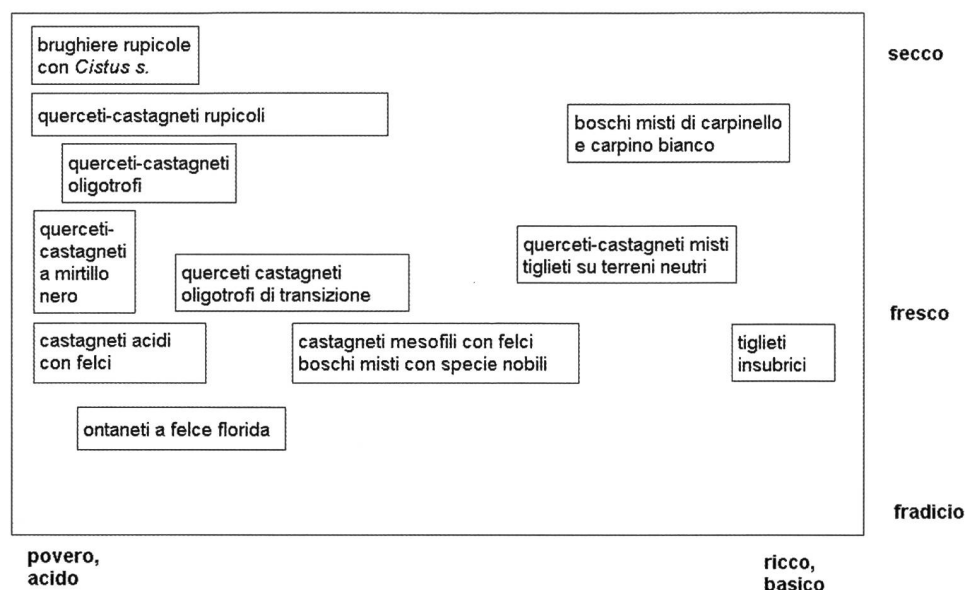 brughiere rupicole
con Cistus s.
secco
querceti-castagneti rupicoli
boschi misti di carpinello
e carpino bianco
querceti-castagneti
oligotrofi
querceti-
castagneti
a mirtillo
nero
querceti-castagneti misti
tiglieti su terreni neutri
querceti castagneti
oligotrofi di transizione
fresco
castagneti acidi
con felci
castagneti mesofili con felci
boschi misti con specie nobili
tiglieti
insubrici
ontaneti a felce florida
fradicio
povero,
acido
ricco,
basico